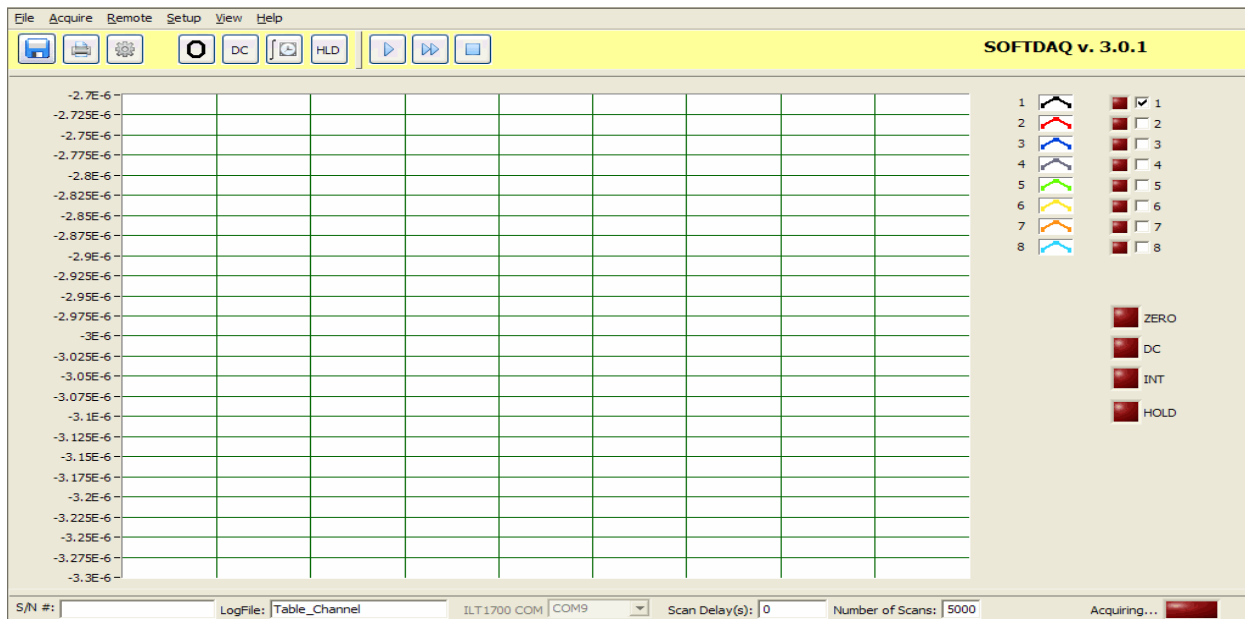 File Acquire Remote Setup View Help
DC HLD
SOFTDAQ v. 3.0.1
-2.7E-6
-2.725E-6
-2.75E-6
-2.775E-6
-2.8E-6
-2.825E-6
-2.85E-6
-2.875E-6
-2.9E-6
-2.925E-6
-2.95E-6
-2.975E-6
-3E-6
-3.025E-6
-3.05E-6
-3.075E-6
-3.1E-6
-3.125E-6
-3.15E-6
-3.175E-6
-3.2E-6
-3.225E-6
-3.25E-6
-3.275E-6
-3.3E-6
1 1
2 2
3 3
4 4
5 5
6 6
7 7
8 8
ZERO
DC
INT
HOLD
S/N #: LogFile: Table_Channel ILT1700 COM COM9 Scan Delay(s): 0 Number of Scans: 5000 Acquiring...